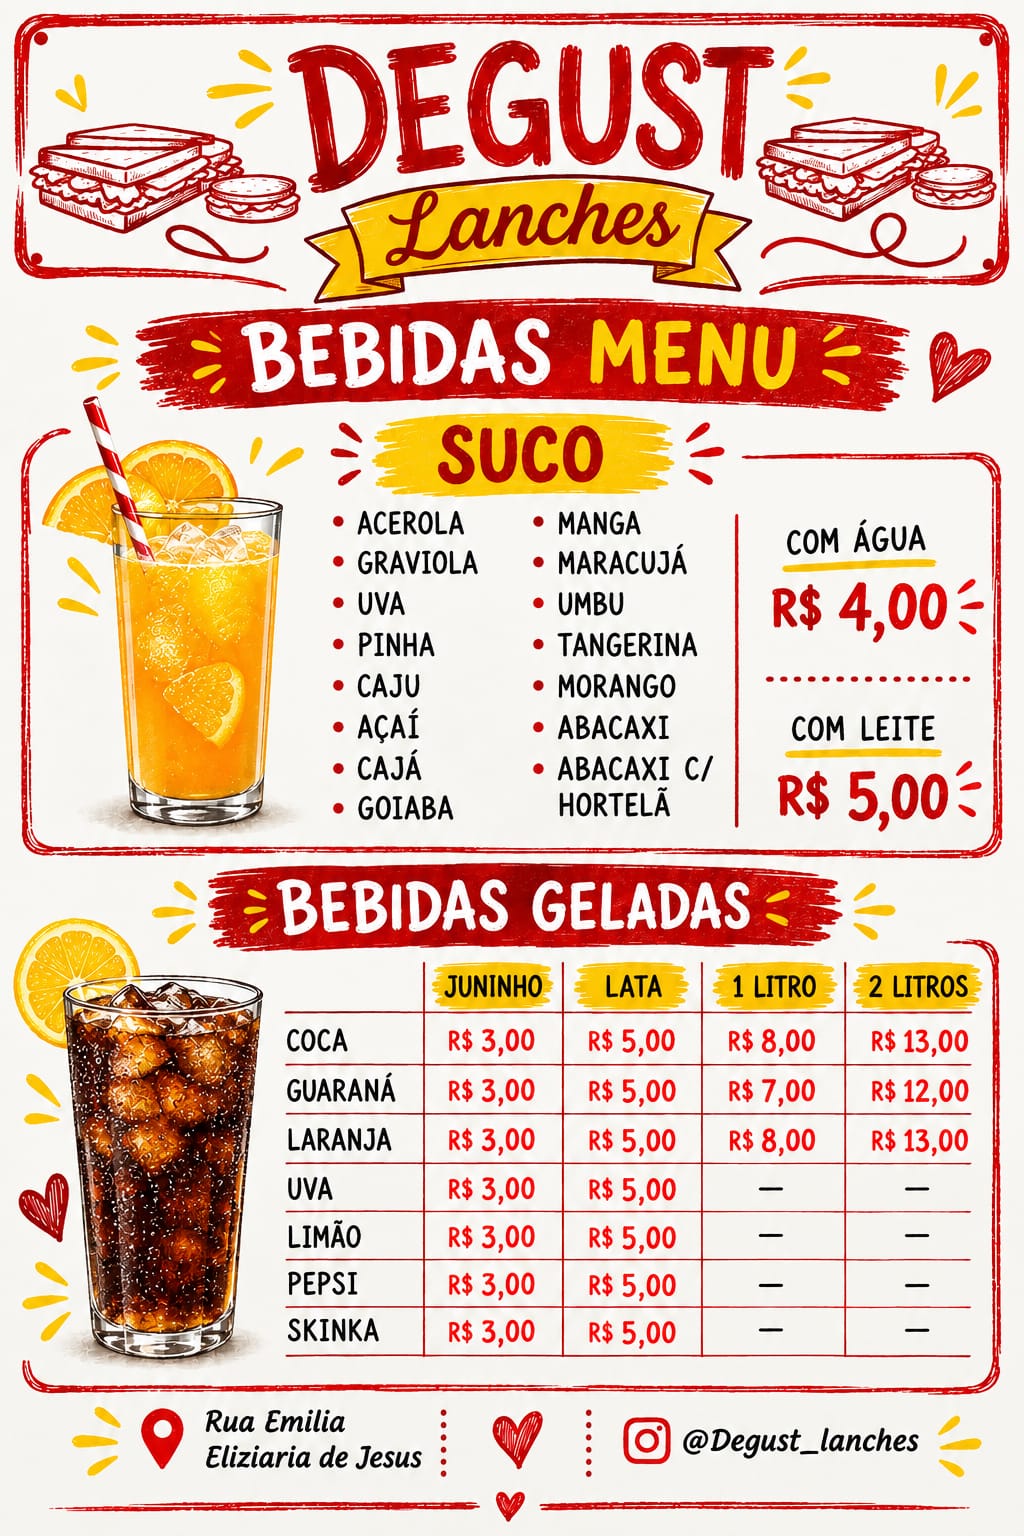 DEGUST
Lanches
BEBIDAS MENU
SUCO
• ACEROLA
• GRAVIOLA
• UVA
• PINHA
• CAJU
• AÇAÍ
• CAJÁ
• GOIABA
• MANGA
• MARACUJÁ
• UMBU
• TANGERINA
• MORANGO
• ABACAXI
• ABACAXI C/
HORTELÃ
COM ÁGUA
R$ 4,00
COM LEITE
R$ 5,00
BEBIDAS GELADAS
JUNINHO LATA 1 LITRO 2 LITROS
COCA R$ 3,00 R$ 5,00 R$ 8,00 R$ 13,00
GUARANÁ R$ 3,00 R$ 5,00 R$ 7,00 R$ 12,00
LARANJA R$ 3,00 R$ 5,00 R$ 8,00 R$ 13,00
UVA R$ 3,00 R$ 5,00 — —
LIMÃO R$ 3,00 R$ 5,00 — —
PEPSI R$ 3,00 R$ 5,00 — —
SKINKA R$ 3,00 R$ 5,00 — —
Rua Emilia
Eliziaria de Jesus
@Degust_lanches